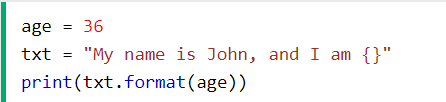 age = 36
txt = "My name is John, and I am {}"
print(txt.format(age))